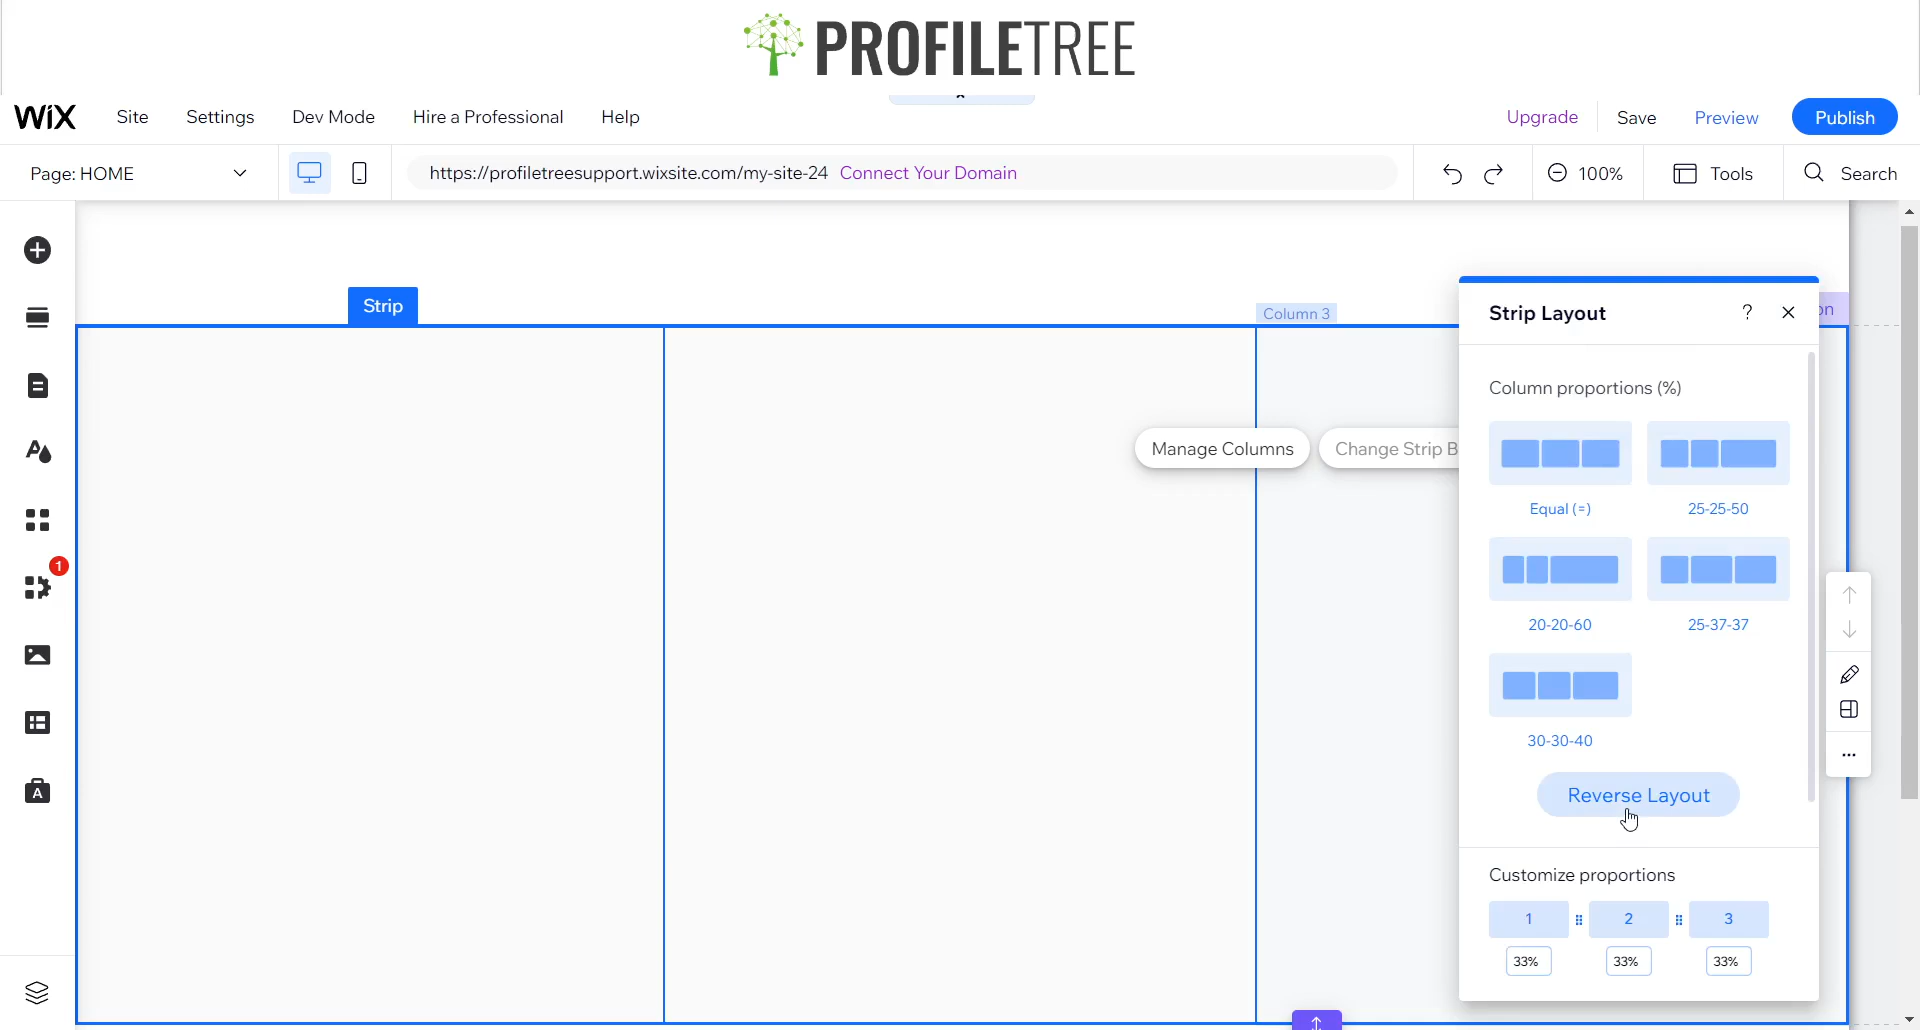 PROFILETREE
WiX Site Settings Dev Mode Hire a Professional Help Upgrade Save Preview Publish
Page: HOME https://profiletreesupport.wixsite.com/my-site-24 Connect Your Domain 100% Tools Search
Strip
Column 3
on
Strip Layout ?
Column proportions (%)
Manage Columns
Change Strip B
Equal (=) 25-25-50
1
20-20-60 25-37-37
30-30-40
A
Reverse Layout
Customize proportions
1 2 3
33% 33% 33%